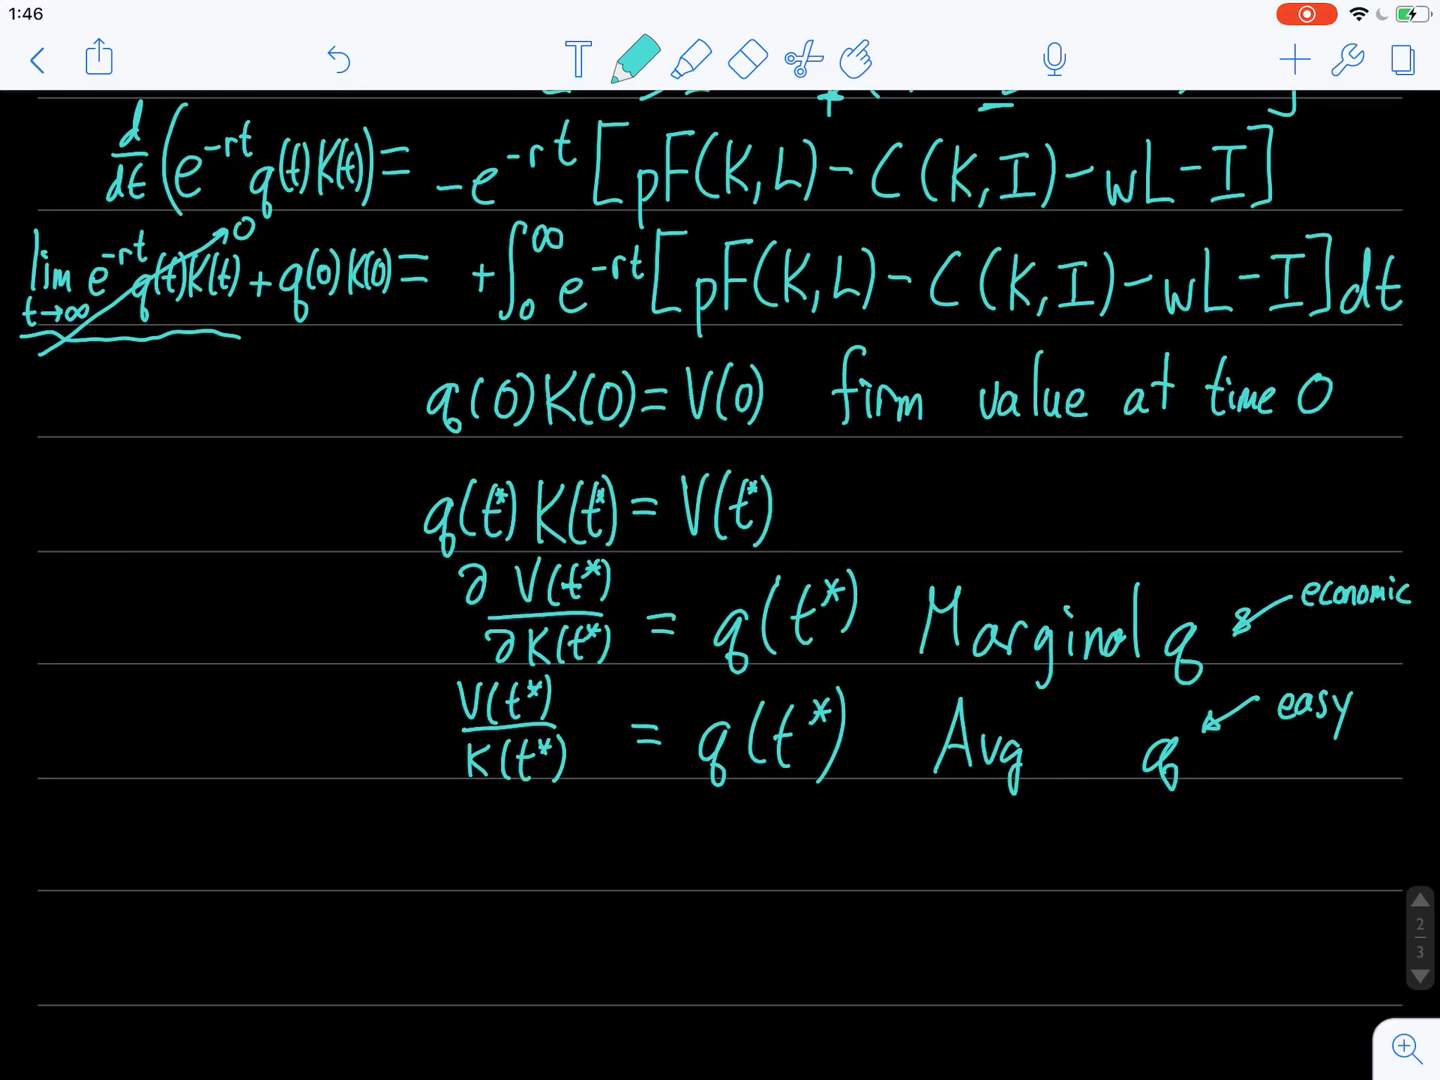 1:46
d/dt (e^{-rt} q(t)K(t)) = -e^{-rt} [pF(K,L) - C(K,I) - wL - I]
lim t→∞ e^{-rt} q(t)K(t) → 0 + q(0)K(0) = +∫_0^∞ e^{-rt} [pF(K,L) - C(K,I) - wL - I] dt
q(0)K(0) = V(0) firm value at time 0
q(t*)K(t*) = V(t*)
∂V(t*)/∂K(t*) = q(t*) Marginal q ← economic
V(t*)/K(t*) = q(t*) Avg q ← easy
2
3